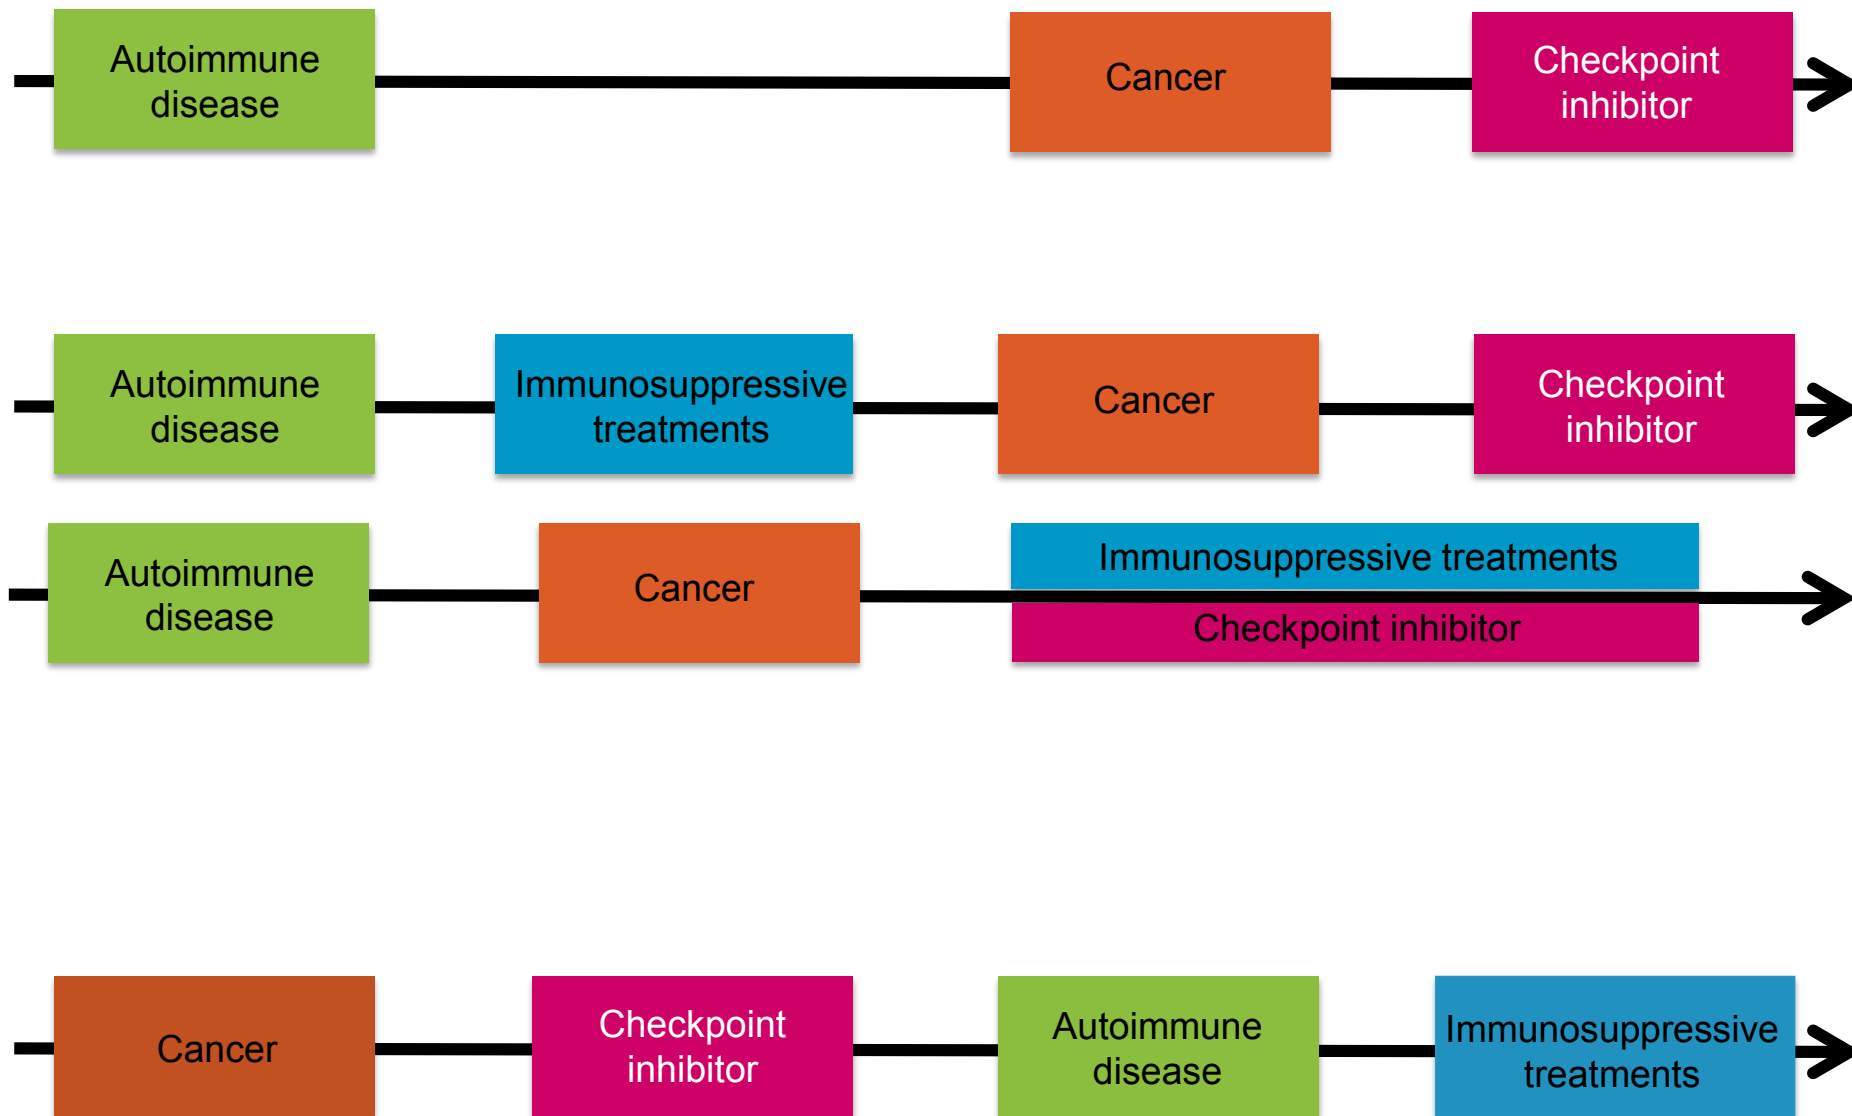 Autoimmune
disease
Cancer
Checkpoint
inhibitor
Autoimmune
disease
Immunosuppressive
treatments
Cancer
Checkpoint
inhibitor
Autoimmune
disease
Cancer
Immunosuppressive treatments
Checkpoint inhibitor
Cancer
Checkpoint
inhibitor
Autoimmune
disease
Immunosuppressive
treatments